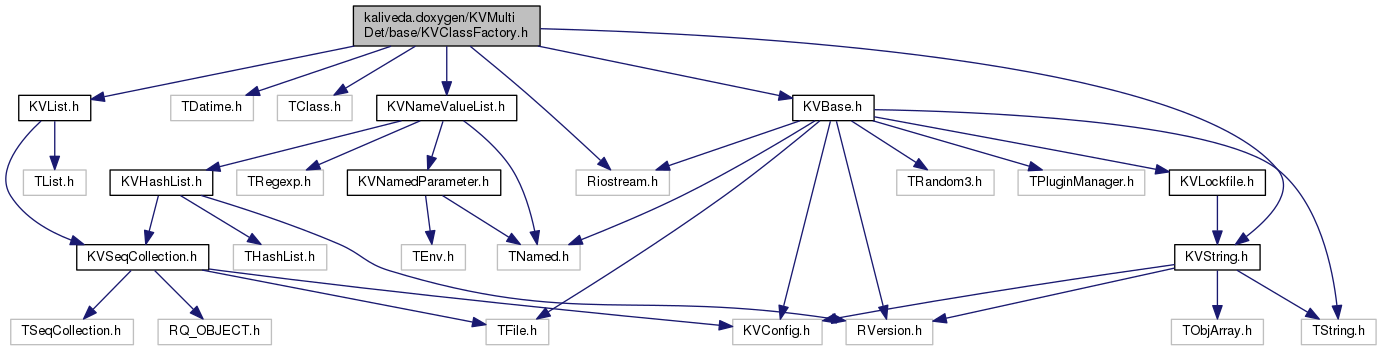 kaliveda.doxygen/KVMulti
Det/base/KVClassFactory.h
KVList.h
TDatime.h
TClass.h
KVNameValueList.h
KVBase.h
TList.h
KVHashList.h
TRegexp.h
KVNamedParameter.h
Riostream.h
TRandom3.h
TPluginManager.h
KVLockfile.h
KVSeqCollection.h
THashList.h
TEnv.h
TNamed.h
KVString.h
TSeqCollection.h
RQ_OBJECT.h
TFile.h
KVConfig.h
RVersion.h
TObjArray.h
TString.h